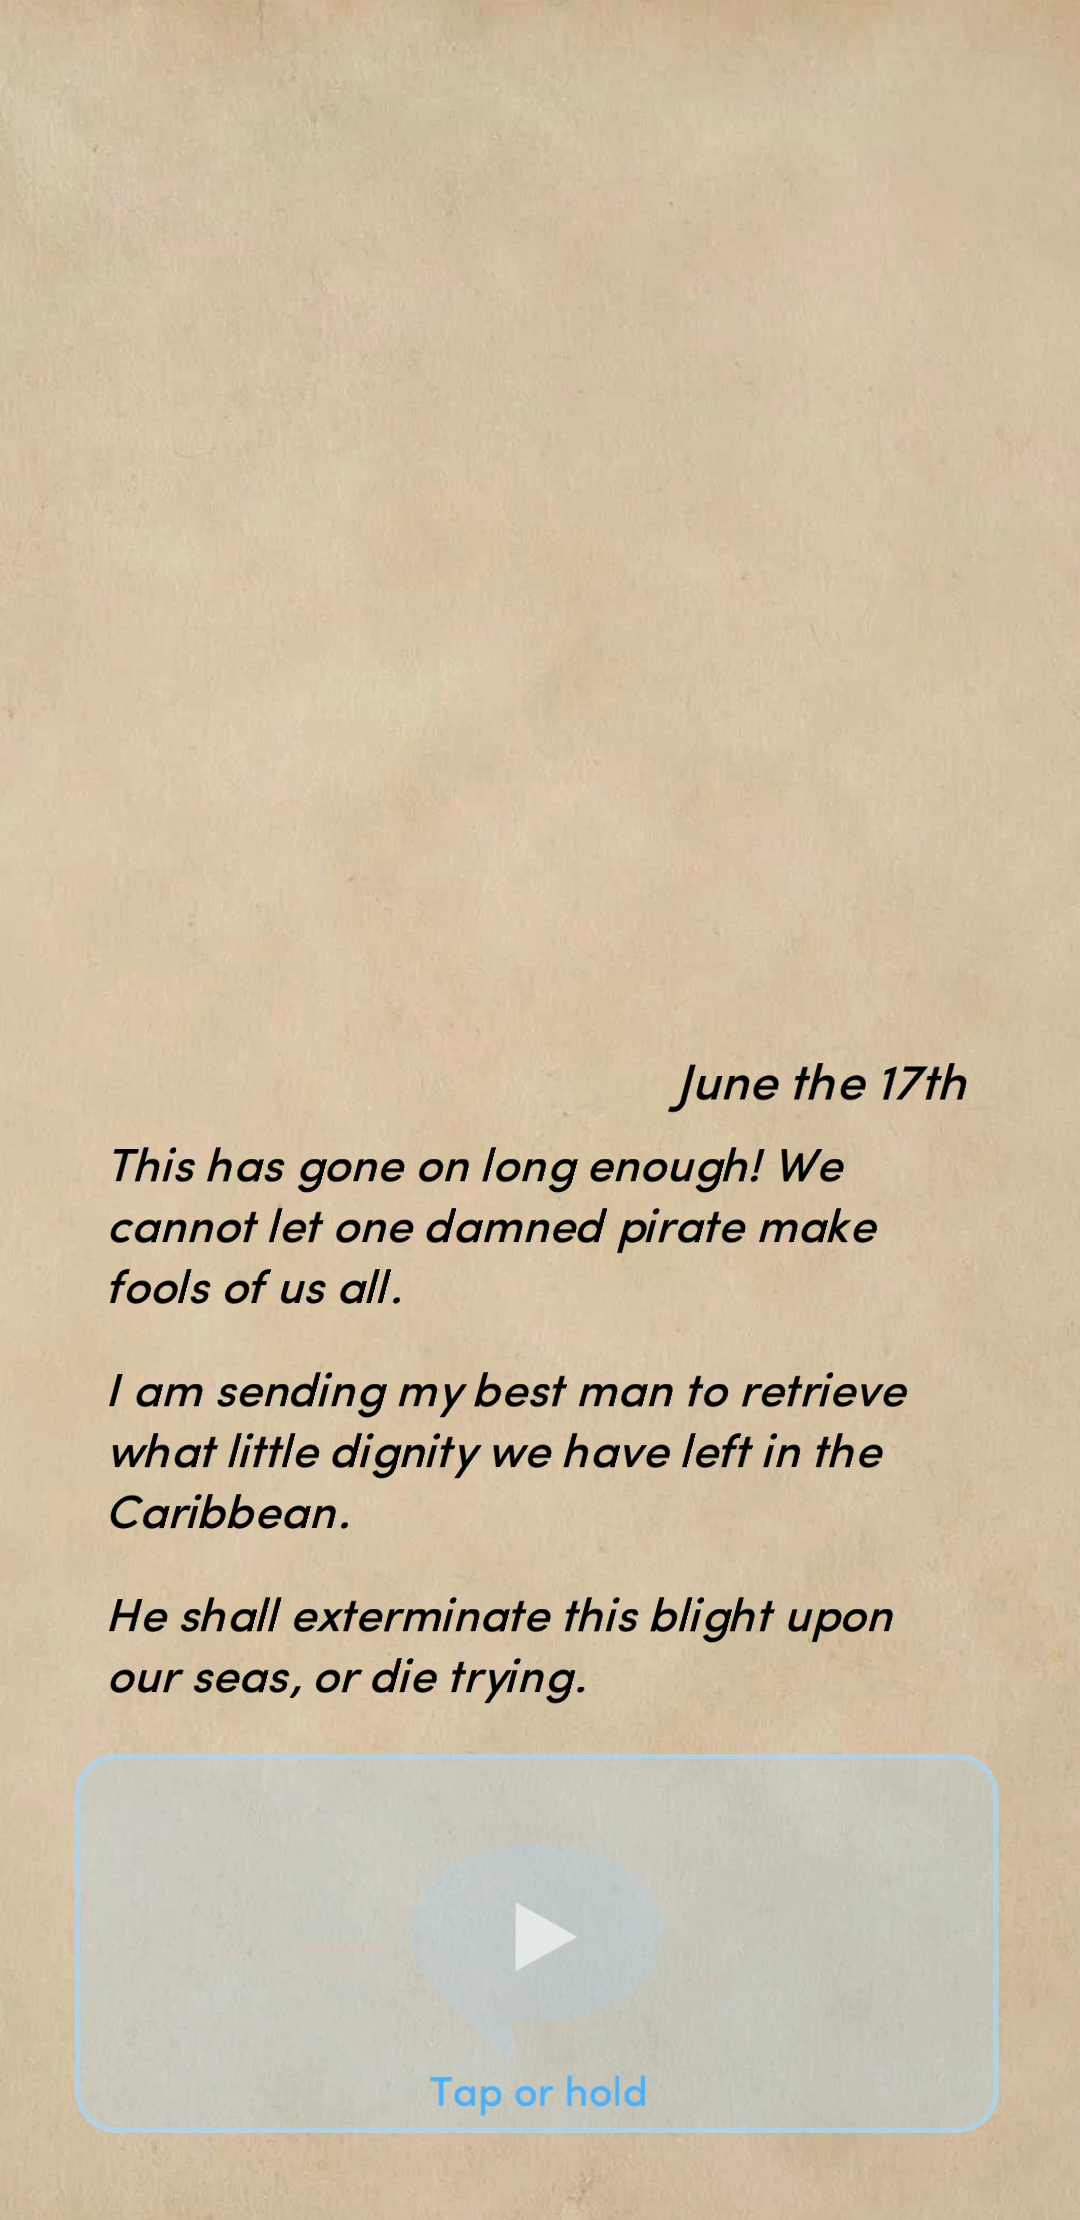 June the 17th
This has gone on long enough! We
cannot let one damned pirate make
fools of us all.
I am sending my best man to retrieve
what little dignity we have left in the
Caribbean.
He shall exterminate this blight upon
our seas, or die trying.
Tap or hold